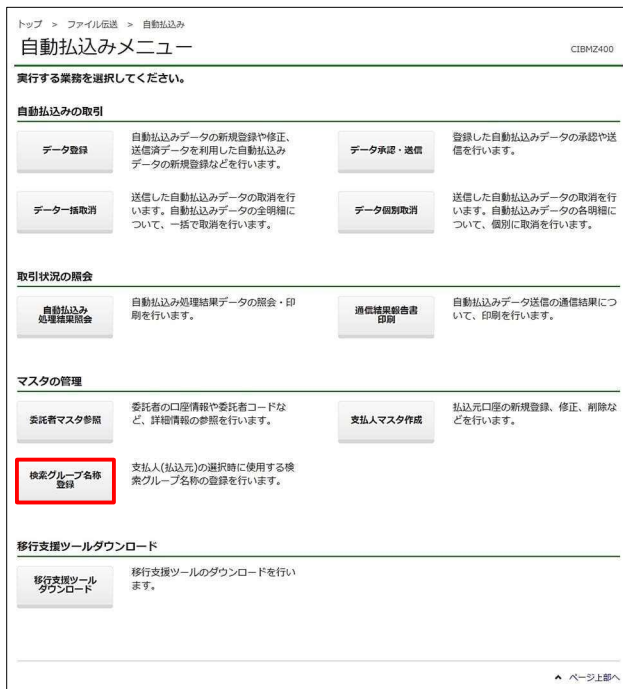 トップ > ファイル伝送 > 自動払込み
自動払込みメニュー
CIBMZ400
実行する業務を選択してください。
自動払込みの取引
データ登録
自動払込みデータの新規登録や修正、
送信済データを利用した自動払込み
データの新規登録などを行います。
データ承認・送信
登録した自動払込みデータの承認や送
信を行います。
データ一括取消
送信した自動払込みデータの取消を行
います。自動払込みデータの全明細に
ついて、一括で取消を行います。
データ個別取消
送信した自動払込みデータの取消を行
います。自動払込みデータの各明細に
ついて、個別に取消を行います。
取引状況の照会
自動払込み
処理結果照会
自動払込み処理結果データの照会・印
刷を行います。
通信結果報告書
印刷
自動払込みデータ送信の通信結果につ
いて、印刷を行います。
マスタの管理
委託者マスタ参照
委託者の口座情報や委託者コードな
ど、詳細情報の参照を行います。
支払人マスタ作成
払込元口座の新規登録、修正、削除な
どを行います。
検索グループ名称
登録
支払人(払込元)の選択時に使用する検
索グループ名称の登録を行います。
移行支援ツールダウンロード
移行支援ツール
ダウンロード
移行支援ツールのダウンロードを行い
ます。
ページ上部へ